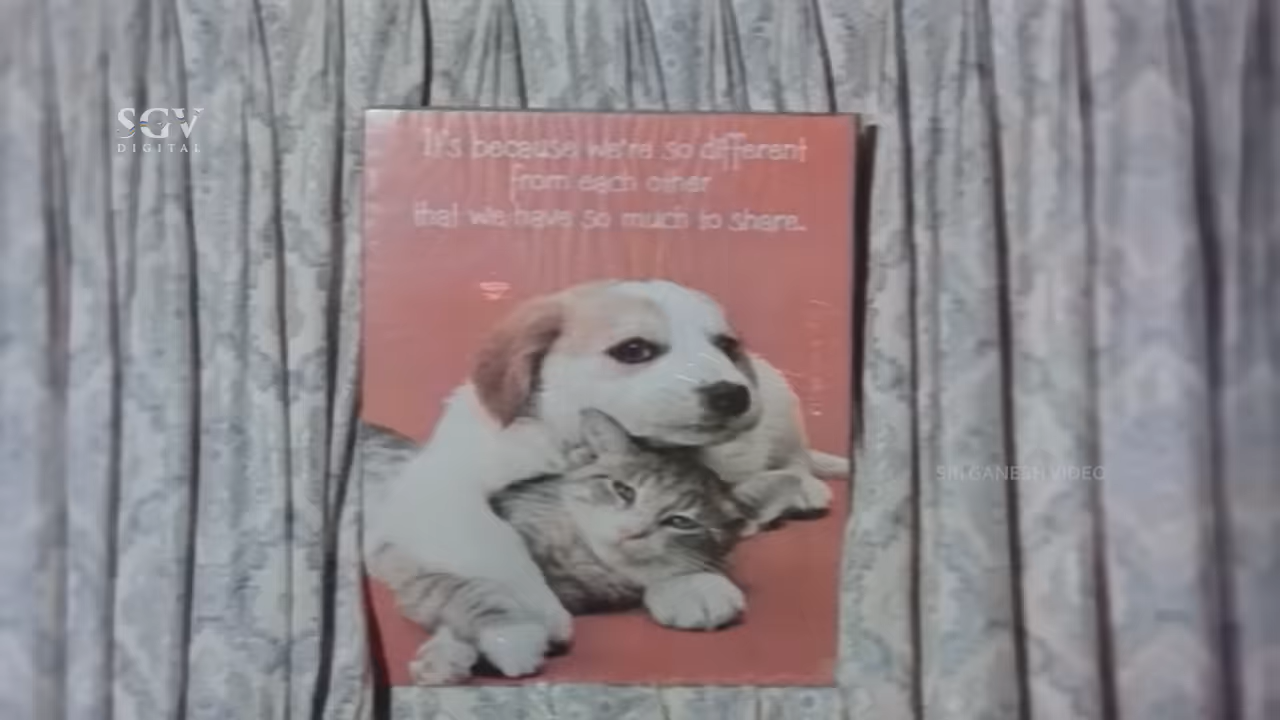 SGV
DIGITAL
It's because we're so different
from each other
that we have so much to share.
SRI GANESH VIDEO